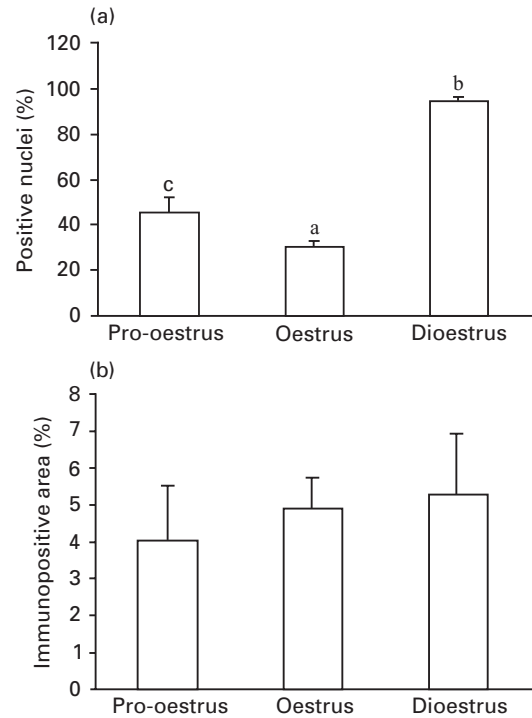 (a)
Positive nuclei (%)
120
100
80
60
40
20
0
c
a
b
Pro-oestrus Oestrus Dioestrus
(b)
Immunopositive area (%)
8
7
6
5
4
3
2
1
0
Pro-oestrus Oestrus Dioestrus